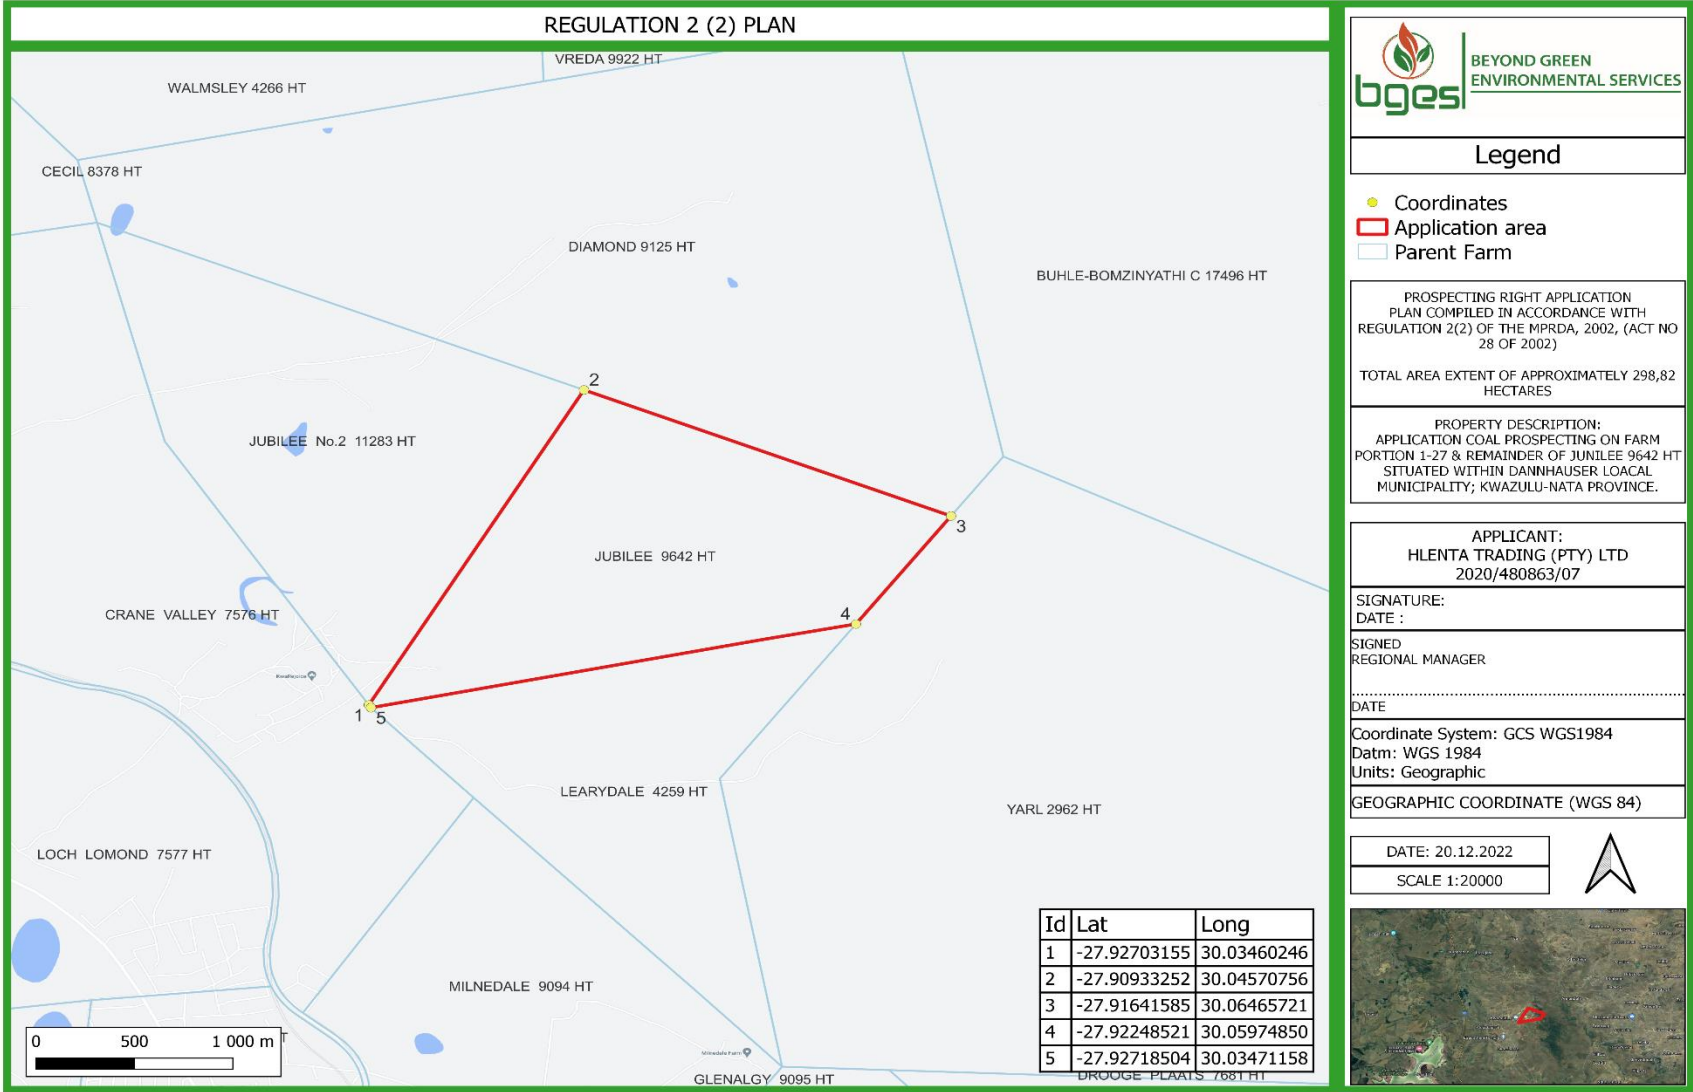 REGULATION 2 (2) PLAN
VREDA 9922 HT
WALMSLEY 4266 HT
CECIL 8378 HT
DIAMOND 9125 HT
BUHLE-BOMZINYATHI C 17496 HT
2
JUBILEE No.2 11283 HT
3
JUBILEE 9642 HT
4
CRANE VALLEY 7576 HT
1
5
LEARYDALE 4259 HT
YARL 2962 HT
LOCH LOMOND 7577 HT
MILNEDALE 9094 HT
Milnedale Farm
GLENALGY 9095 HT
DROOGE PLAATS 7681 HT
0 500 1 000 m
T
Id Lat Long
1 -27.92703155 30.03460246
2 -27.90933252 30.04570756
3 -27.91641585 30.06465721
4 -27.92248521 30.05974850
5 -27.92718504 30.03471158
bges
BEYOND GREEN
ENVIRONMENTAL SERVICES
Legend
Coordinates
Application area
Parent Farm
PROSPECTING RIGHT APPLICATION
PLAN COMPILED IN ACCORDANCE WITH
REGULATION 2(2) OF THE MPRDA, 2002, (ACT NO
28 OF 2002)
TOTAL AREA EXTENT OF APPROXIMATELY 298,82
HECTARES
PROPERTY DESCRIPTION:
APPLICATION COAL PROSPECTING ON FARM
PORTION 1-27 & REMAINDER OF JUNILEE 9642 HT
SITUATED WITHIN DANNHAUSER LOACAL
MUNICIPALITY; KWAZULU-NATA PROVINCE.
APPLICANT:
HLENTA TRADING (PTY) LTD
2020/480863/07
SIGNATURE:
DATE :
SIGNED
REGIONAL MANAGER
DATE
Coordinate System: GCS WGS1984
Datm: WGS 1984
Units: Geographic
GEOGRAPHIC COORDINATE (WGS 84)
DATE: 20.12.2022
SCALE 1:20000